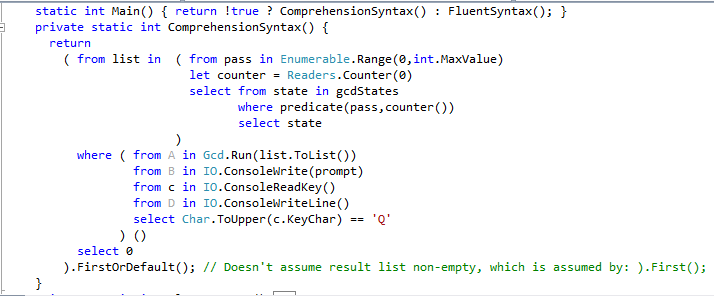 static int Main() { return !true ? ComprehensionSyntax() : FluentSyntax(); }
private static int ComprehensionSyntax() {
return
( from list in ( from pass in Enumerable.Range(0,int.MaxValue)
let counter = Readers.Counter(0)
select from state in gcdStates
where predicate(pass,counter())
select state
)
where ( from A in Gcd.Run(list.ToList())
from B in IO.ConsoleWrite(prompt)
from c in IO.ConsoleReadKey()
from D in IO.ConsoleWriteLine()
select Char.ToUpper(c.KeyChar) == 'Q'
) ()
select 0
).FirstOrDefault(); // Doesn't assume result list non-empty, which is assumed by: ).First();
}